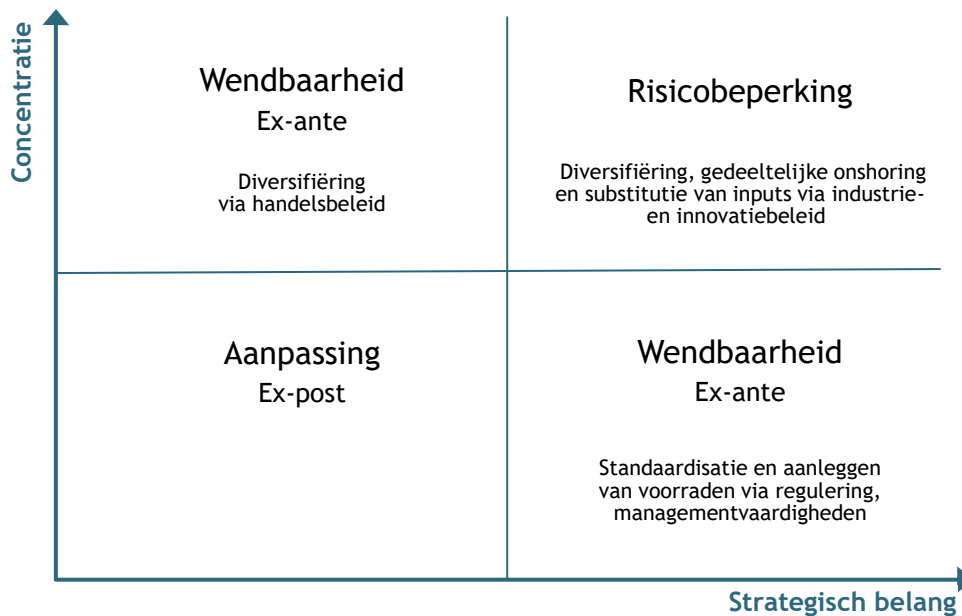 Concentratie
Wendbaarheid
Ex-ante
Diversifiëring
via handelsbeleid
Risicobeperking
Diversifiëring, gedeeltelijke onshoring
en substitutie van inputs via industrie-
en innovatiebeleid
Aanpassing
Ex-post
Wendbaarheid
Ex-ante
Standaardisatie en aanleggen
van voorraden via regulering,
managementvaardigheden
Strategisch belang